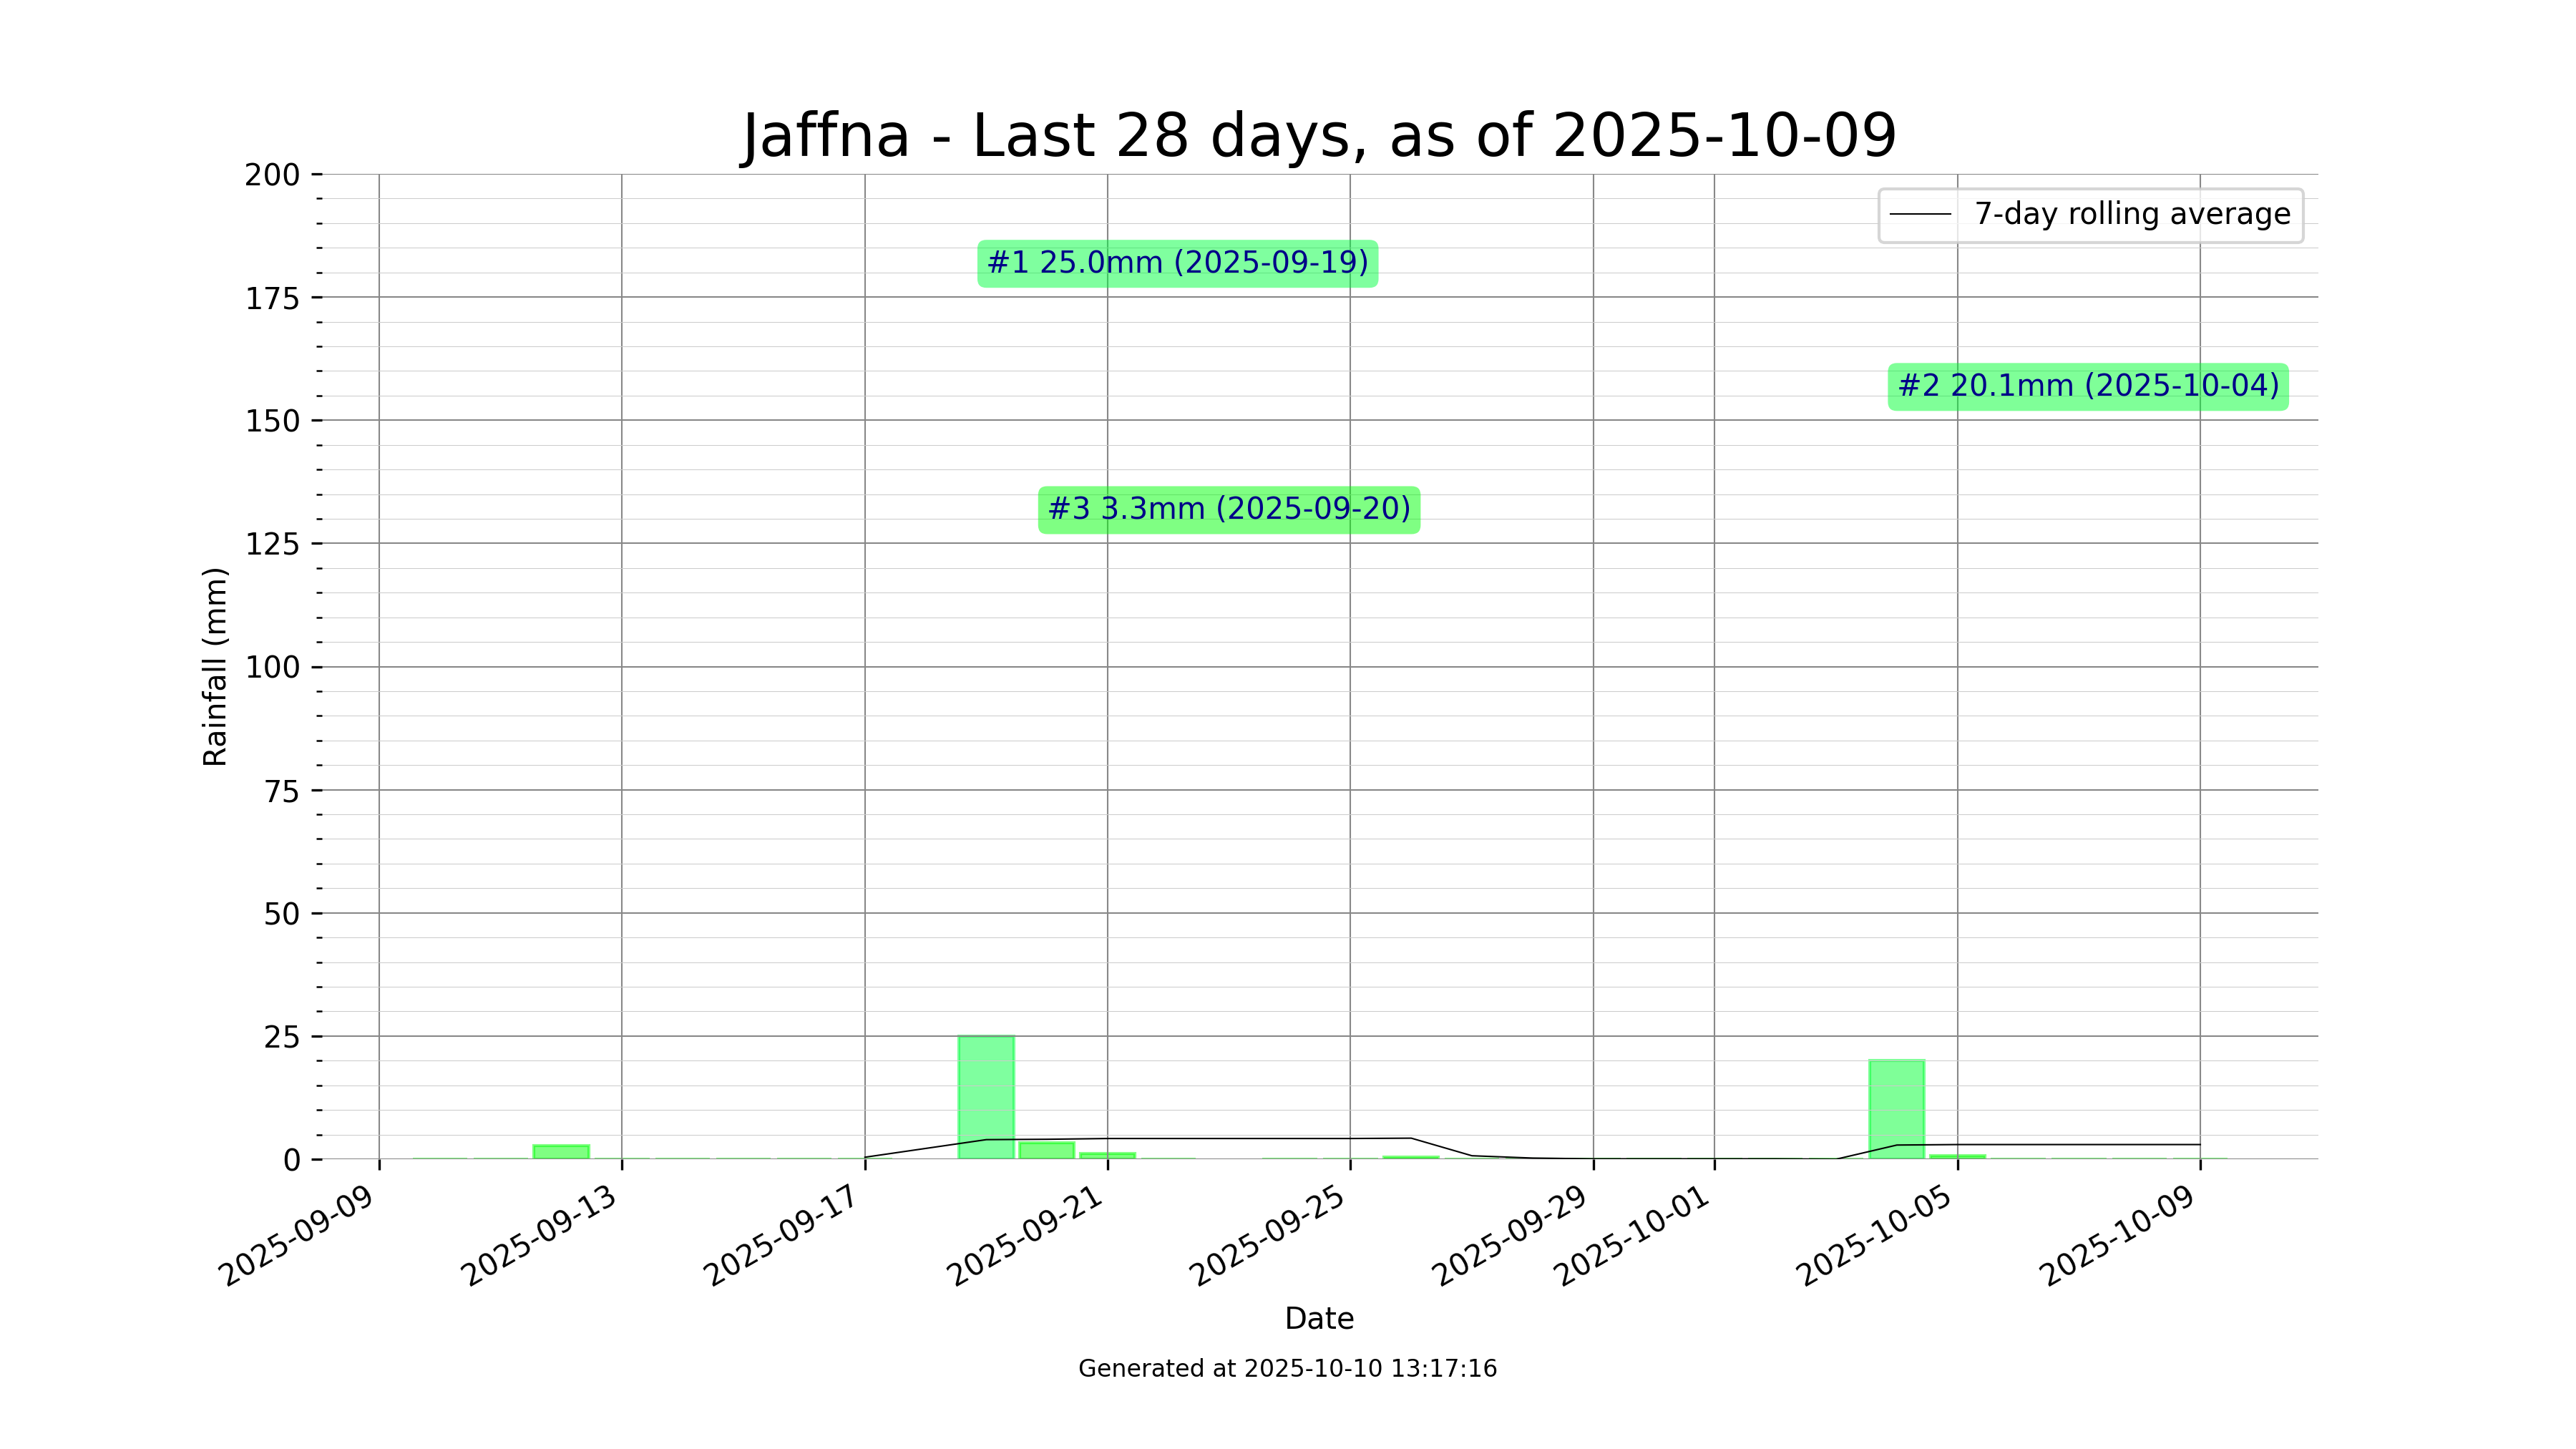 Jaffna - Last 28 days, as of 2025-10-09
200
175
150
125
100
75
50
25
0
Rainfall (mm)
7-day rolling average
#1 25.0mm (2025-09-19)
#2 20.1mm (2025-10-04)
#3 3.3mm (2025-09-20)
2025-09-09
2025-09-13
2025-09-17
2025-09-21
2025-09-25
2025-09-29
2025-10-01
2025-10-05
2025-10-09
Date
Generated at 2025-10-10 13:17:16